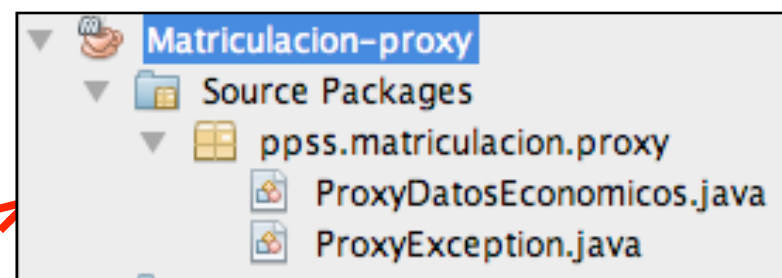 Matriculacion-proxy
Source Packages
ppss.matriculacion.proxy
ProxyDatosEconomicos.java
ProxyException.java